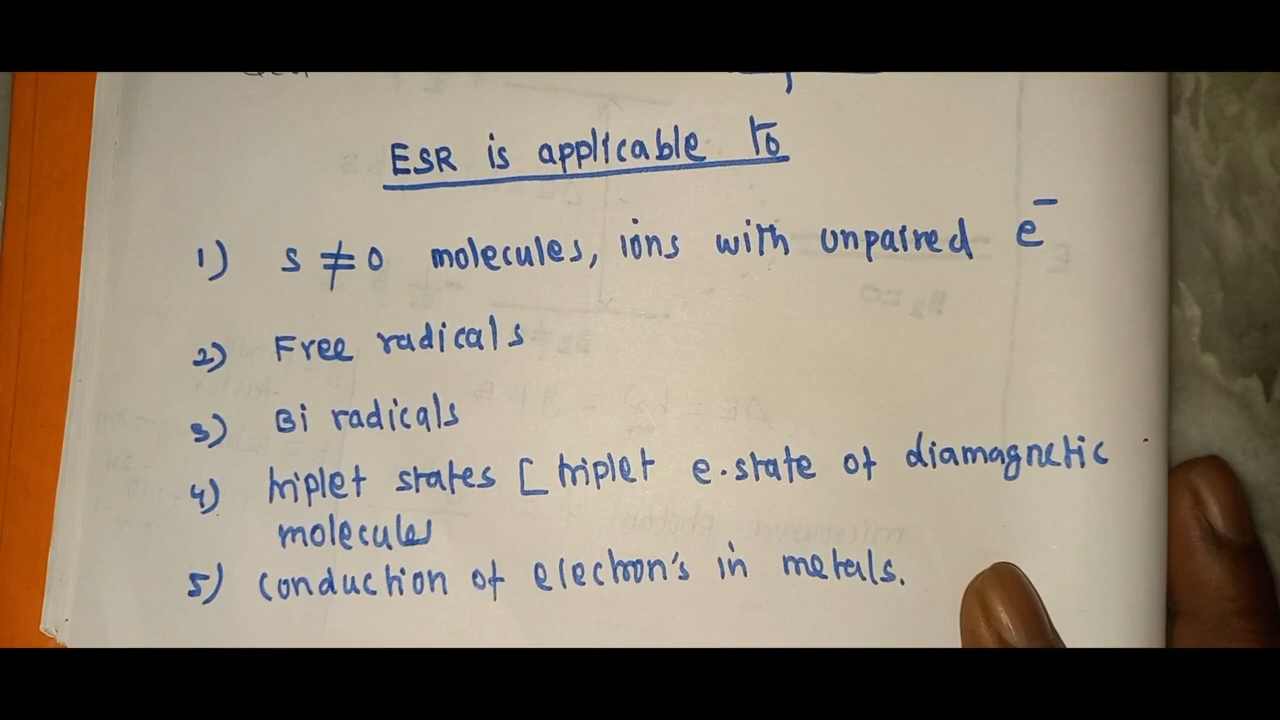 ESR is applicable to
1) s ≠ 0 molecules, ions with unpaired e⁻
2) Free radicals
3) Bi radicals
4) triplet states [ triplet e.state of diamagnetic
molecules
5) conduction of electron's in metals.